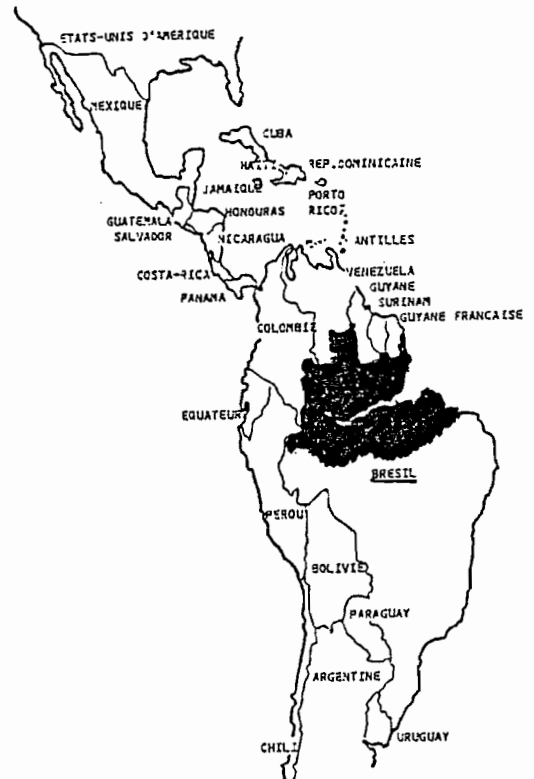 ETATS-UNIS D'AMERIQUE
MEXIQUE
CUBA
REP.DOMINICAINE
JAMAIQUE
PORTO
RICO
GUATEMALA
HONDURAS
SALVADOR
NICARAGUA
ANTILLES
COSTA-RICA
VENEZUELA
PANAMA
GUYANE
SURINAM
GUYANE FRANCAISE
COLOMBIE
EQUATEUR
BRESIL
PEROU
BOLIVIE
PARAGUAY
ARGENTINE
CHILI
URUGUAY